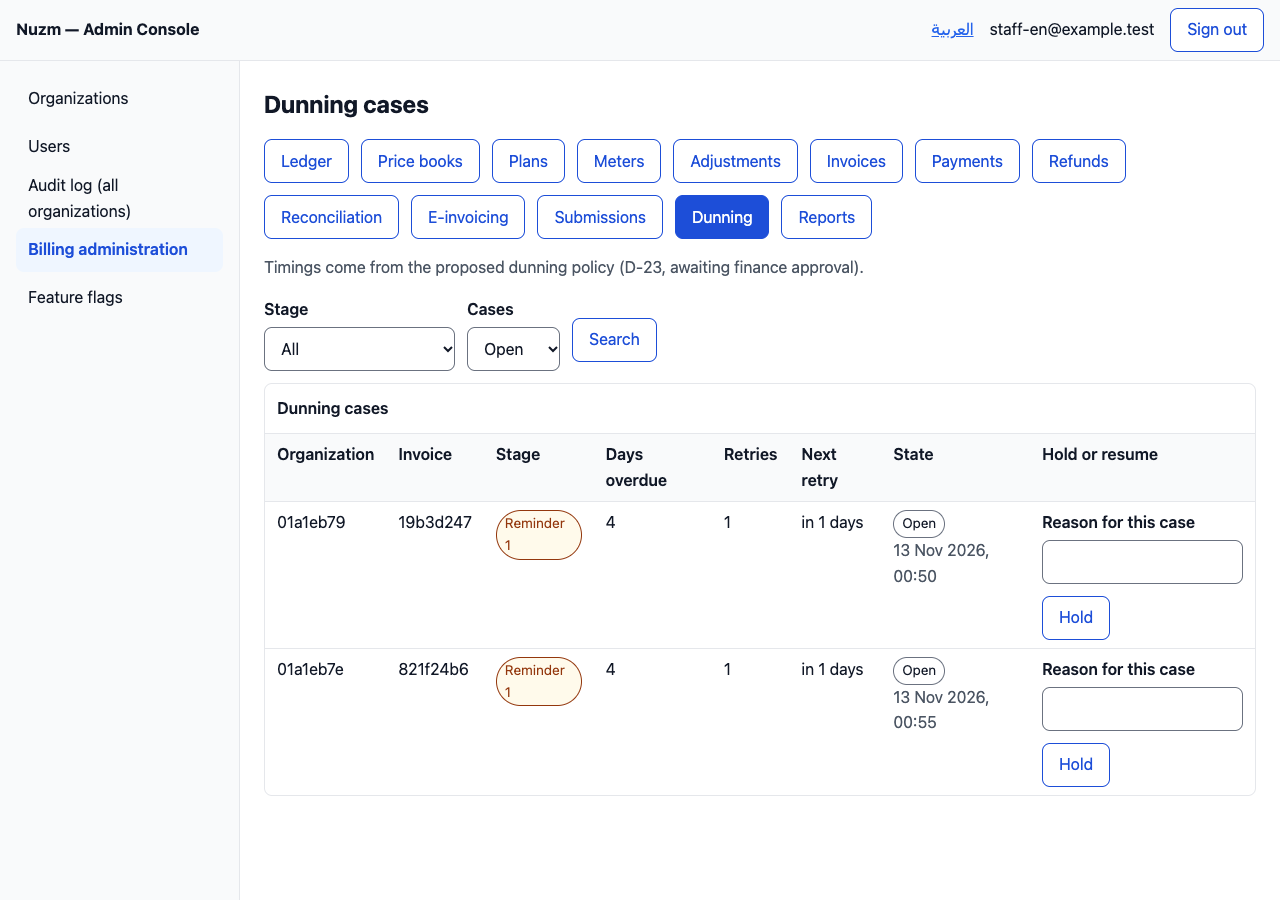 Nuzm — Admin Console
العربية
staff-en@example.test
Sign out
Organizations
Users
Audit log (all
organizations)
Billing administration
Feature flags
Dunning cases
Ledger
Price books
Plans
Meters
Adjustments
Invoices
Payments
Refunds
Reconciliation
E-invoicing
Submissions
Dunning
Reports
Timings come from the proposed dunning policy (D-23, awaiting finance approval).
Stage
Cases
All
Open
Search
Dunning cases
Organization
Invoice
Stage
Days
overdue
Retries
Next
retry
State
Hold or resume
01a1eb79
19b3d247
Reminder
1
4
1
in 1 days
Open
13 Nov 2026,
00:50
Reason for this case
Hold
01a1eb7e
821f24b6
Reminder
1
4
1
in 1 days
Open
13 Nov 2026,
00:55
Reason for this case
Hold